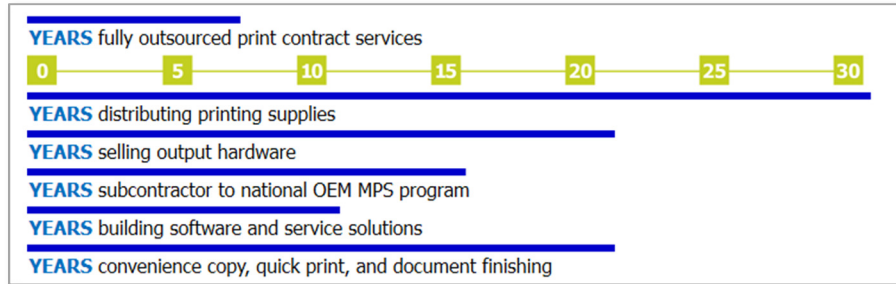 YEARS fully outsourced print contract services
0 5 10 15 20 25 30
YEARS distributing printing supplies
YEARS selling output hardware
YEARS subcontractor to national OEM MPS program
YEARS building software and service solutions
YEARS convenience copy, quick print, and document finishing